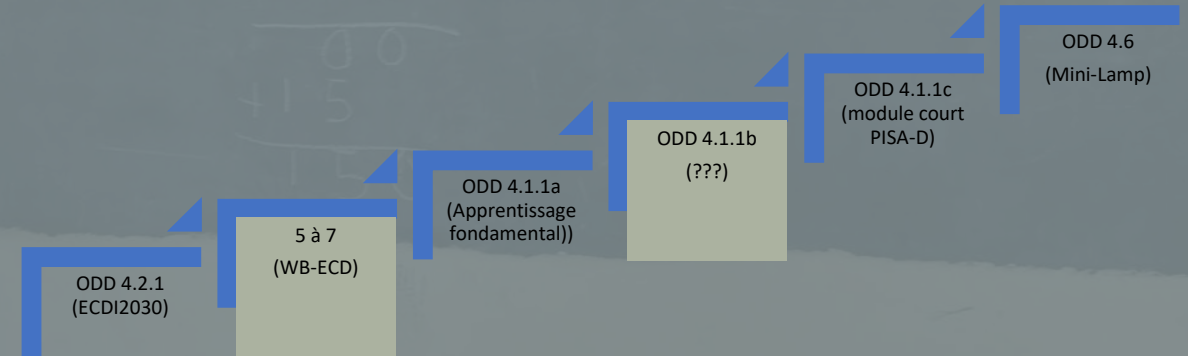 ODD 4.2.1
(ECDI2030)
5 à 7
(WB-ECD)
ODD 4.1.1a
(Apprentissage
fondamental))
ODD 4.1.1b
(???)
ODD 4.1.1c
(module court
PISA-D)
ODD 4.6
(Mini-Lamp)